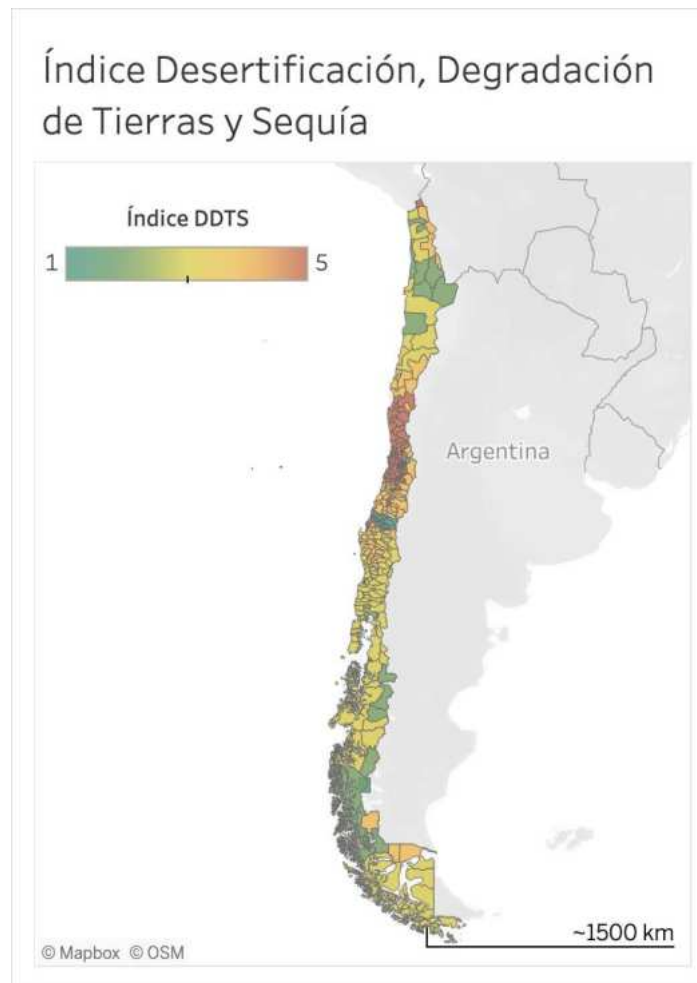 Índice Desertificación, Degradación
de Tierras y Sequía
Índice DDTS
1
5
Argentina
~1500 km
© Mapbox © OSM